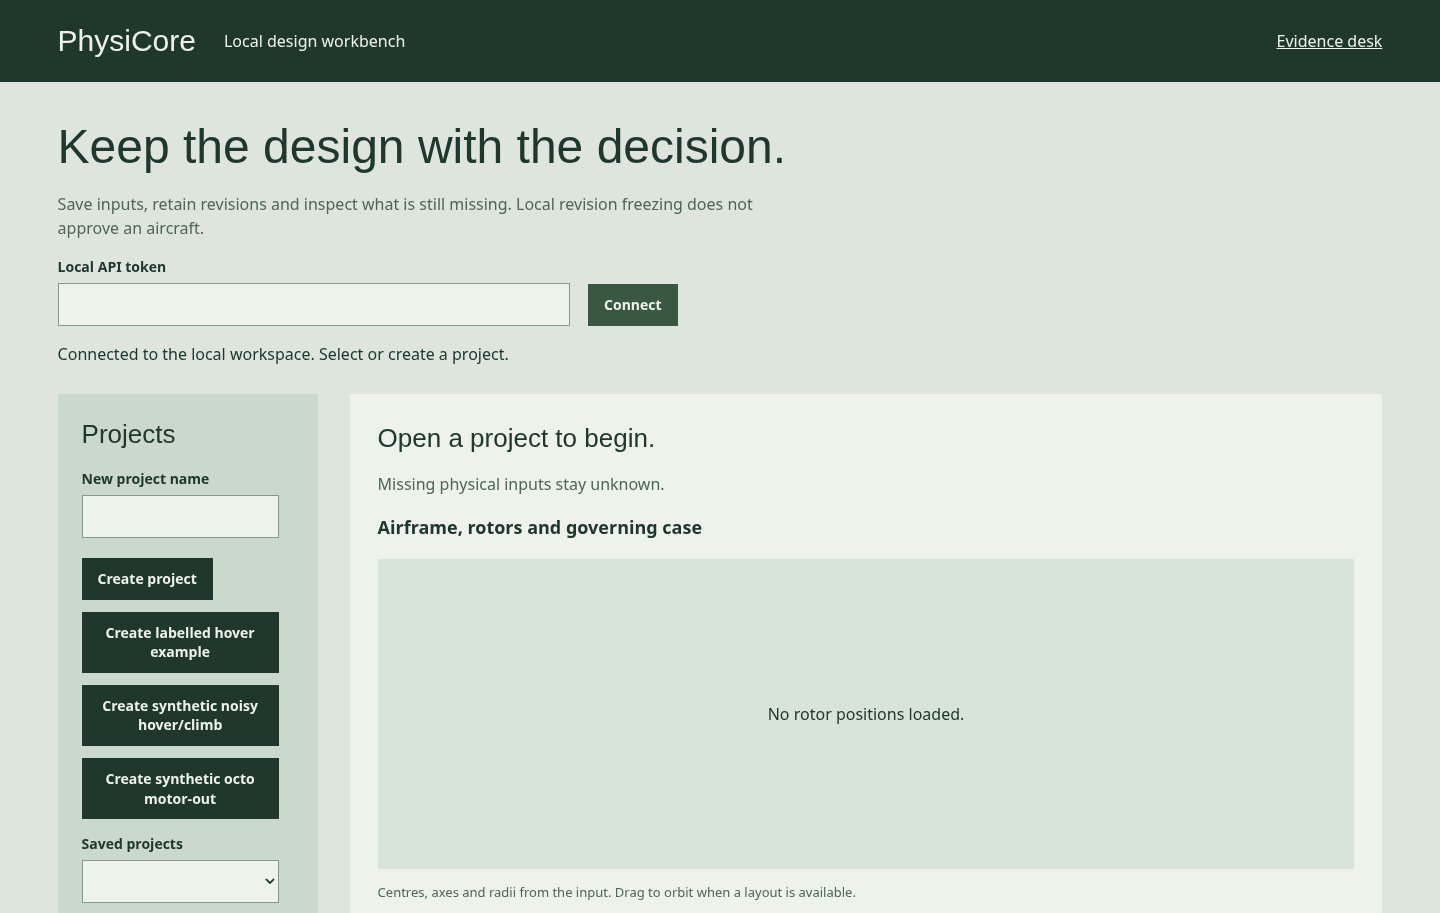 PhysiCore
Local design workbench
Evidence desk
Keep the design with the decision.
Save inputs, retain revisions and inspect what is still missing. Local revision freezing does not
approve an aircraft.
Local API token
Connect
Connected to the local workspace. Select or create a project.
Projects
New project name
Create project
Create labelled hover
example
Create synthetic noisy
hover/climb
Create synthetic octo
motor-out
Saved projects
Open a project to begin.
Missing physical inputs stay unknown.
Airframe, rotors and governing case
No rotor positions loaded.
Centres, axes and radii from the input. Drag to orbit when a layout is available.